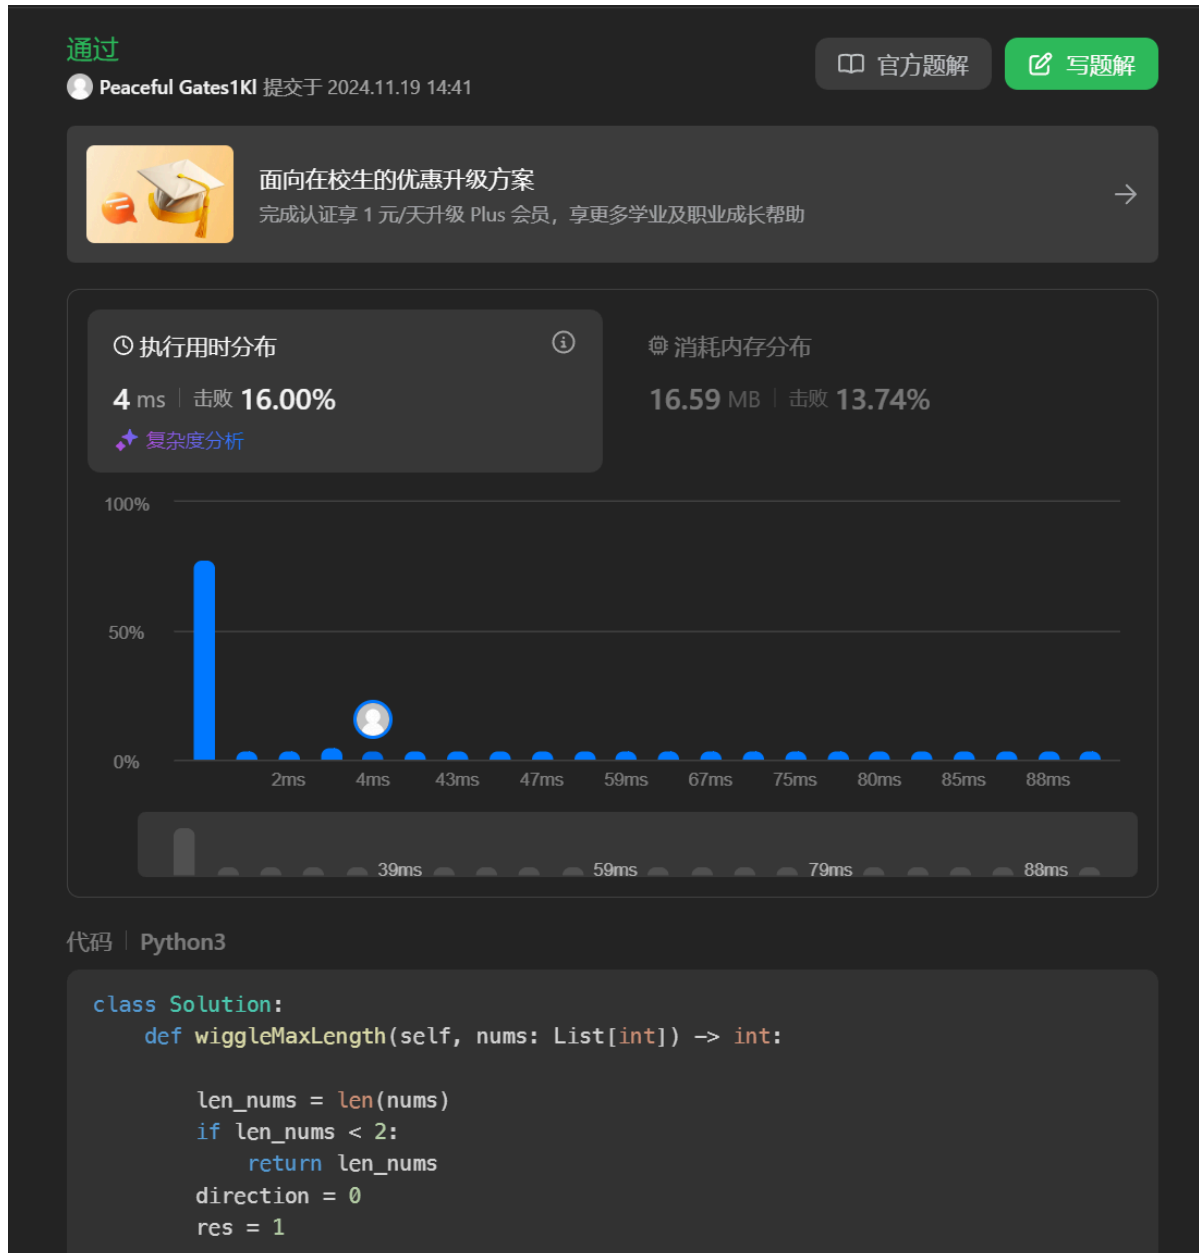 通过
Peaceful Gates1Kl 提交于 2024.11.19 14:41
官方题解
写题解
面向在校生的优惠升级方案
完成认证享 1 元/天升级 Plus 会员，享更多学业及职业成长帮助
执行用时分布
4 ms 击败 16.00%
复杂度分析
消耗内存分布
16.59 MB 击败 13.74%
100%
50%
0%
2ms 4ms 43ms 47ms 59ms 67ms 75ms 80ms 85ms 88ms
39ms 59ms 79ms 88ms
代码 Python3
class Solution:
    def wiggleMaxLength(self, nums: List[int]) -> int:
        len_nums = len(nums)
        if len_nums < 2:
            return len_nums
        direction = 0
        res = 1